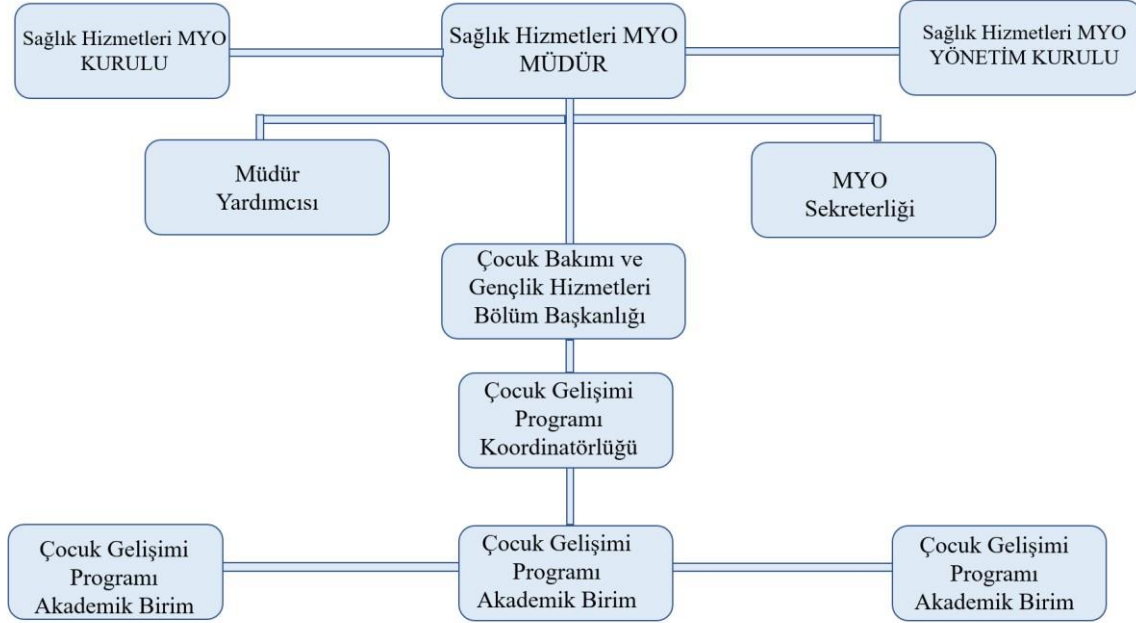 Sağlık Hizmetleri MYO
KURULU
Sağlık Hizmetleri MYO
MÜDÜR
Sağlık Hizmetleri MYO
YÖNETİM KURULU
Müdür
Yardımcısı
MYO
Sekreterliği
Çocuk Bakımı ve
Gençlik Hizmetleri
Bölüm Başkanlığı
Çocuk Gelişimi
Programı
Koordinatörlüğü
Çocuk Gelişimi
Programı
Akademik Birim
Çocuk Gelişimi
Programı
Akademik Birim
Çocuk Gelişimi
Programı
Akademik Birim